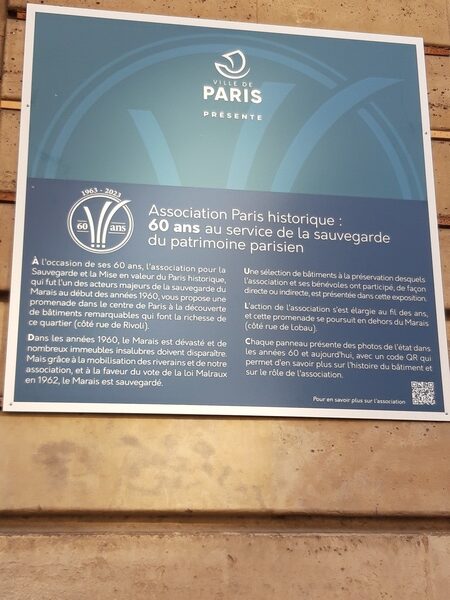 VILLE DE
PARIS
PRÉSENTE
1963 - 2023
60 ans
Association Paris historique :
60 ans au service de la sauvegarde
du patrimoine parisien
À l'occasion de ses 60 ans, l'association pour la
Sauvegarde et la Mise en valeur du Paris historique,
qui fut l'un des acteurs majeurs de la sauvegarde du
Marais au début des années 1960, vous propose une
promenade dans le centre de Paris à la découverte
de bâtiments remarquables qui font la richesse de
ce quartier (côté rue de Rivoli).
Dans les années 1960, le Marais est dévasté et de
nombreux immeubles insalubres doivent disparaître.
Mais grâce à la mobilisation des riverains et de notre
association, et à la faveur du vote de la loi Malraux
en 1962, le Marais est sauvegardé.
Une sélection de bâtiments à la préservation desquels
l'association et ses bénévoles ont participé, de façon
directe ou indirecte, est présentée dans cette exposition.
L'action de l'association s'est élargie au fil des ans,
et cette promenade se poursuit en dehors du Marais
(côté rue de Lobau).
Chaque panneau présente des photos de l'état dans
les années 60 et aujourd'hui, avec un code QR qui
permet d'en savoir plus sur l'histoire du bâtiment et
sur le rôle de l'association.
Pour en savoir plus sur l'association